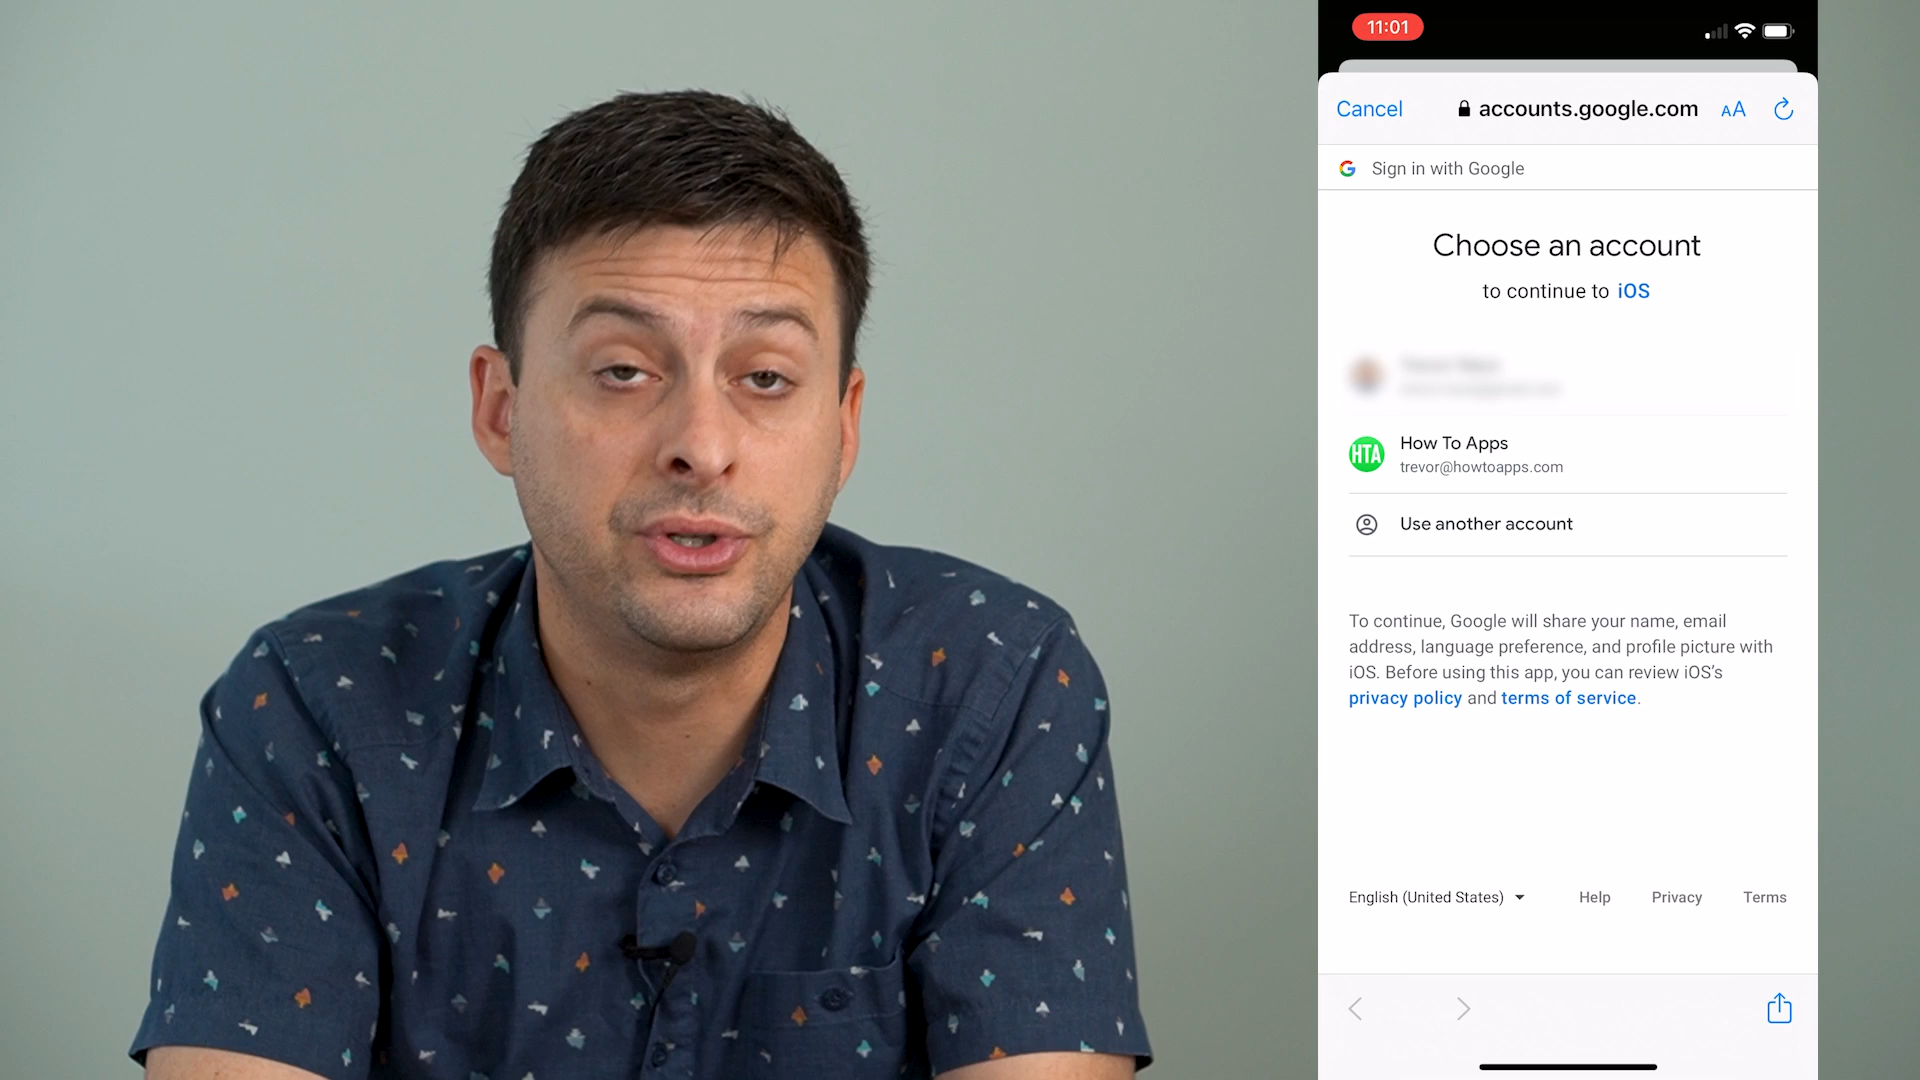 11:01
Cancel
accounts.google.com
AA
Sign in with Google
Choose an account
to continue to iOS
HTA
How To Apps
trevor@howtoapps.com
Use another account
To continue, Google will share your name, email
address, language preference, and profile picture with
iOS. Before using this app, you can review iOS’s
privacy policy and terms of service.
English (United States)
Help
Privacy
Terms